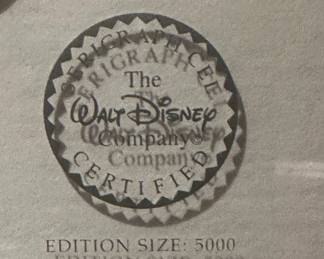 SERIGRAPH CEL
The
WALT DISNEY
Company©
CERTIFIED
EDITION SIZE: 5000